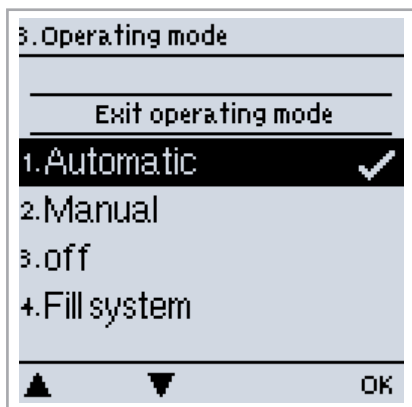 3.Operating mode
Exit operating mode
1.Automatic
2.Manual
3.off
4.Fill system
OK